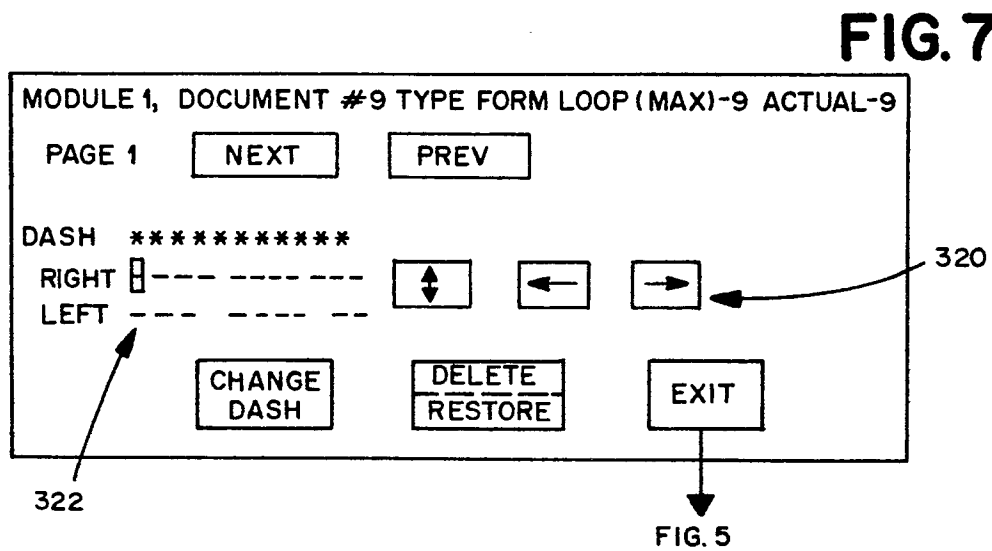 FIG. 7
MODULE 1, DOCUMENT #9 TYPE FORM LOOP (MAX)-9 ACTUAL-9
PAGE 1 NEXT PREV
DASH ***********
RIGHT ---- ---- ---
320
LEFT ---- ---- --
CHANGE
DASH
DELETE
RESTORE
EXIT
322
FIG. 5